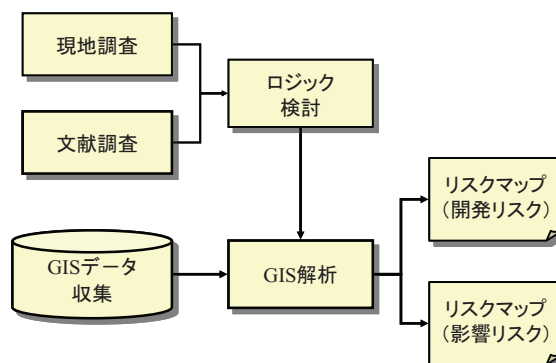 現地調査
文献調査
ロジック
検討
GISデータ
収集
GIS解析
リスクマップ
（開発リスク）
リスクマップ
（影響リスク）